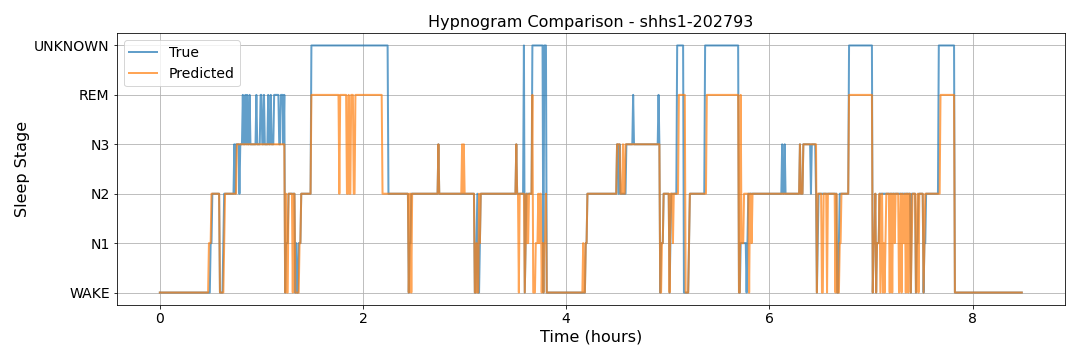 Hypnogram Comparison - shhs1-202793
UNKNOWN
REM
N3
N2
N1
WAKE
Sleep Stage
True
Predicted
0 2 4 6 8
Time (hours)